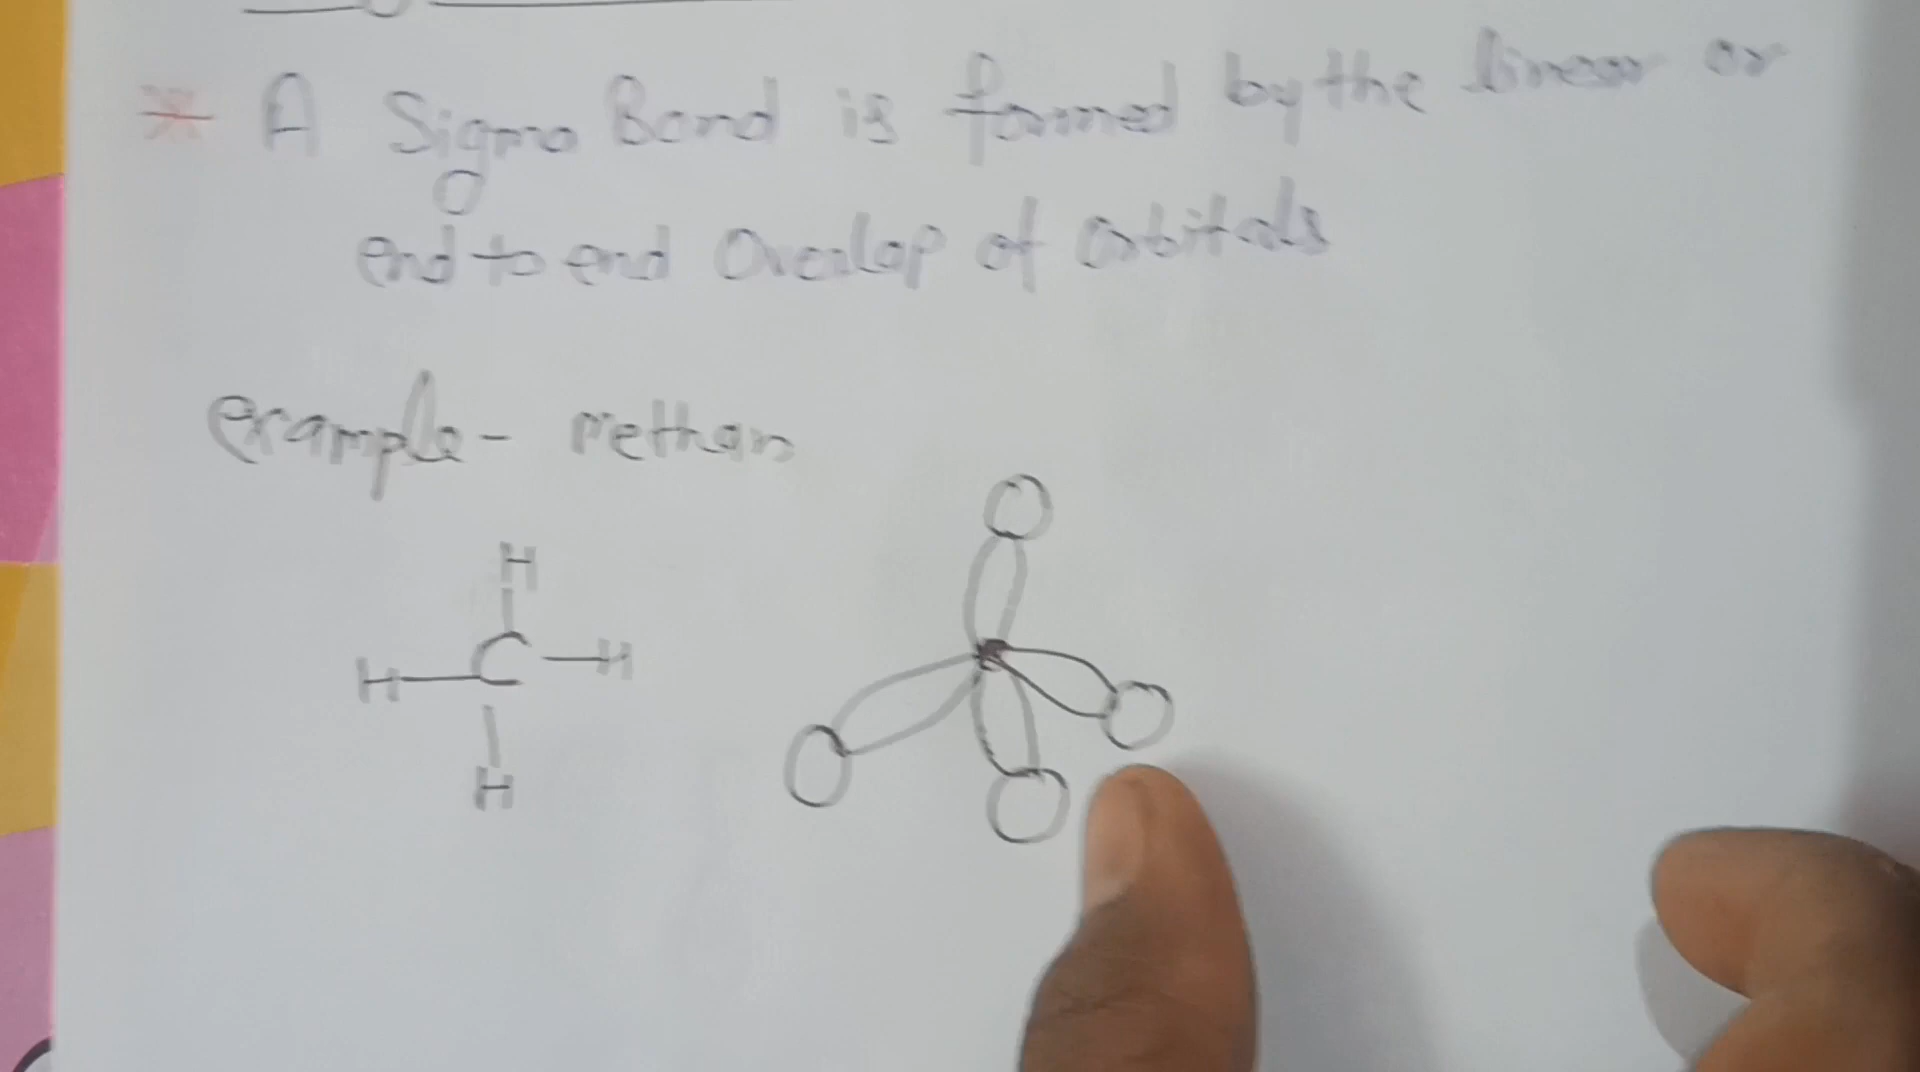 * A Sigma Bond is formed by the linear or
end to end Overlap of orbitals
example - methan
H
H-C-H
H